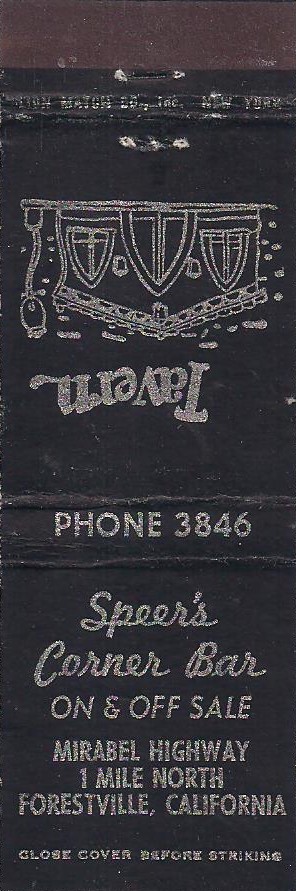 MATCH CO., INC. NEW YORK
Tavern
PHONE 3846
Speer's
Corner Bar
ON & OFF SALE
MIRABEL HIGHWAY
1 MILE NORTH
FORESTVILLE, CALIFORNIA
CLOSE COVER BEFORE STRIKING